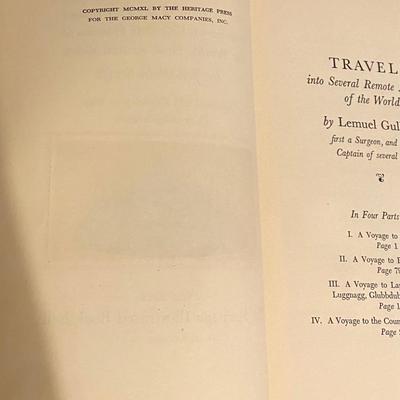 COPYRIGHT MCMXL BY THE HERITAGE PRESS
FOR THE GEORGE MACY COMPANIES, INC.
TRAVEL
into Several Remote
of the World
by Lemuel Gul
first a Surgeon, and
Captain of several
In Four Parts
I. A Voyage to
Page 1
II. A Voyage to
Page 79
III. A Voyage to La
Luggnagg, Glubbdub
Page 1
IV. A Voyage to the Coun
Page